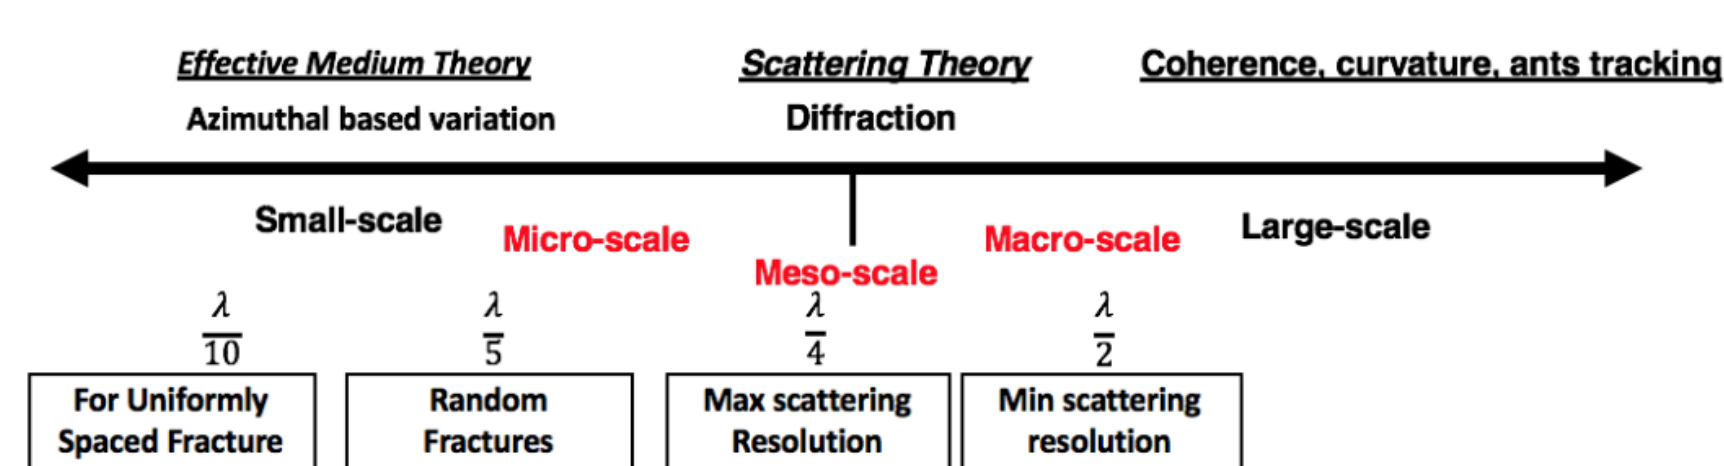 Effective Medium Theory
Scattering Theory
Coherence, curvature, ants tracking
Azimuthal based variation
Diffraction
Small-scale
Micro-scale
Meso-scale
Macro-scale
Large-scale
λ/10
λ/5
λ/4
λ/2
For Uniformly
Spaced Fracture
Random
Fractures
Max scattering
Resolution
Min scattering
resolution